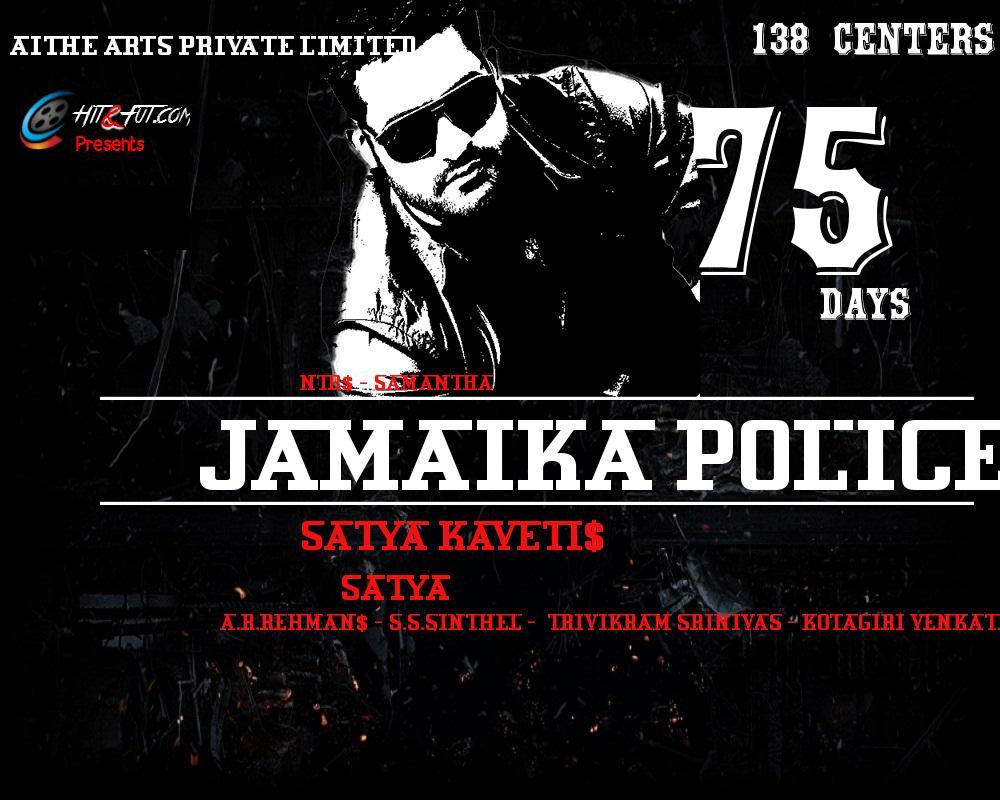 AITHE ARTS PRIVATE LIMITED
138 CENTERS
HIT&FUT.COM
Presents
75
DAYS
NTR$ - SAMANTHA
JAMAIKA POLICE
SATYA KAVETI$
SATYA
A.R.REHMAN$ - S.S.SINTHEL - TRIVIKRAM SRINIVAS - KOTAGIRI VENKAT